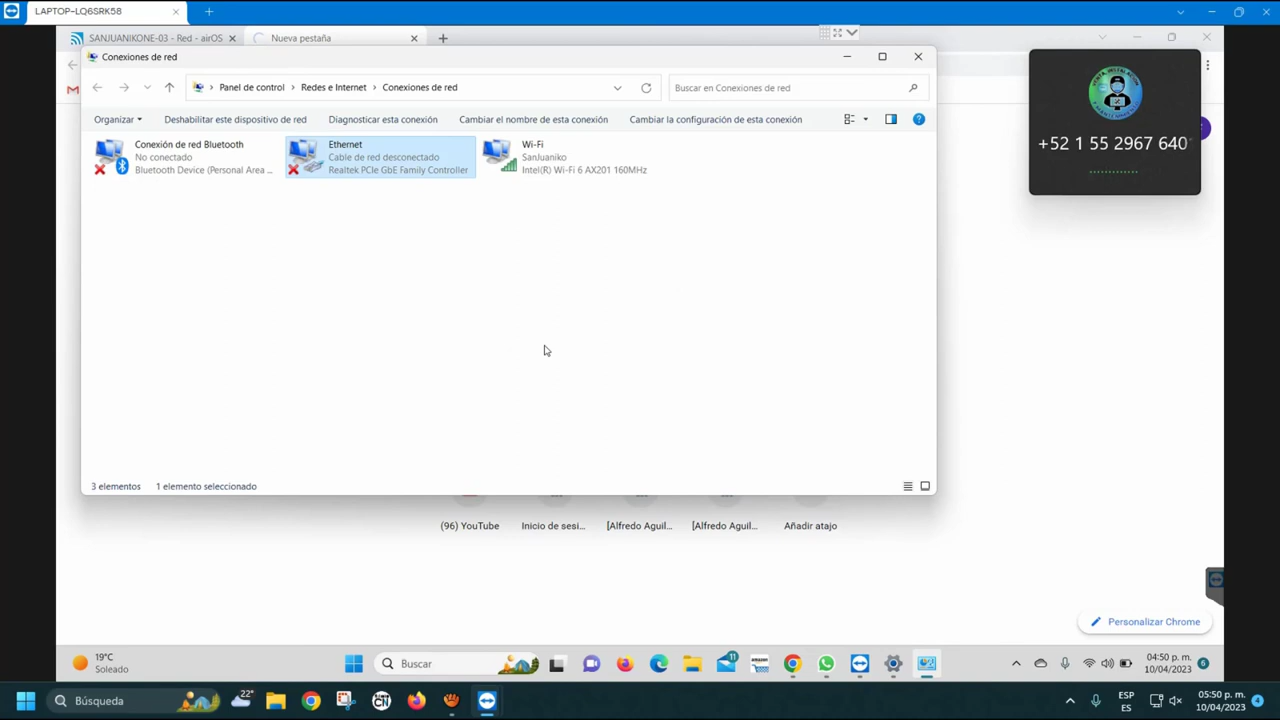 LAPTOP-LQ6SRK58
SANJUANIKONE-03 - Red - airOS
Nueva pestaña
Conexiones de red
Panel de control
Redes e Internet
Conexiones de red
Buscar en Conexiones de red
Organizar
Deshabilitar este dispositivo de red
Diagnosticar esta conexión
Cambiar el nombre de esta conexión
Cambiar la configuración de esta conexión
Conexión de red Bluetooth
No conectado
Bluetooth Device (Personal Area ...
Ethernet
Cable de red desconectado
Realtek PCIe GbE Family Controller
Wi-Fi
SanJuaniko
Intel(R) Wi-Fi 6 AX201 160MHz
+52 1 55 2967 640
3 elementos
1 elemento seleccionado
(96) YouTube
Inicio de sesi...
[Alfredo Aguil...
[Alfredo Aguil...
Añadir atajo
Personalizar Chrome
19°C
Soleado
Buscar
11
04:50 p. m.
10/04/2023
6
Búsqueda
22°
ESP
ES
05:50 p. m.
10/04/2023
4